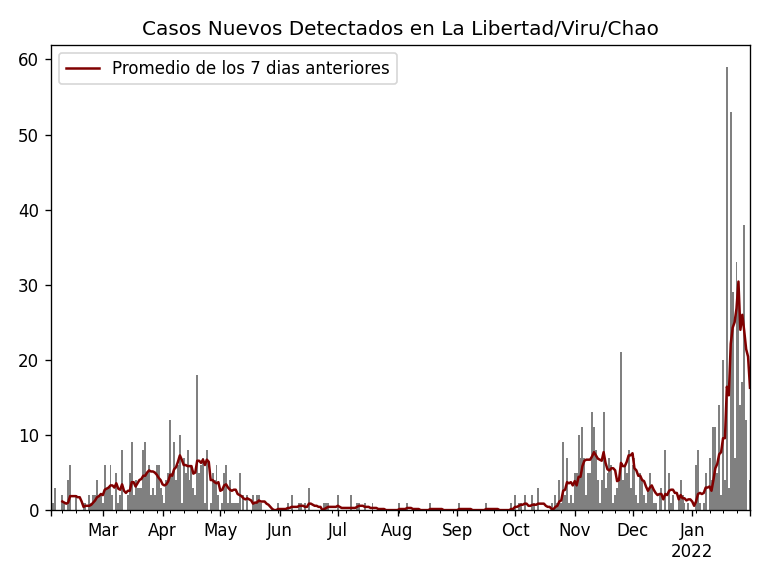 Casos Nuevos Detectados en La Libertad/Viru/Chao
Promedio de los 7 dias anteriores
60
50
40
30
20
10
0
Mar Apr May Jun Jul Aug Sep Oct Nov Dec Jan
2022